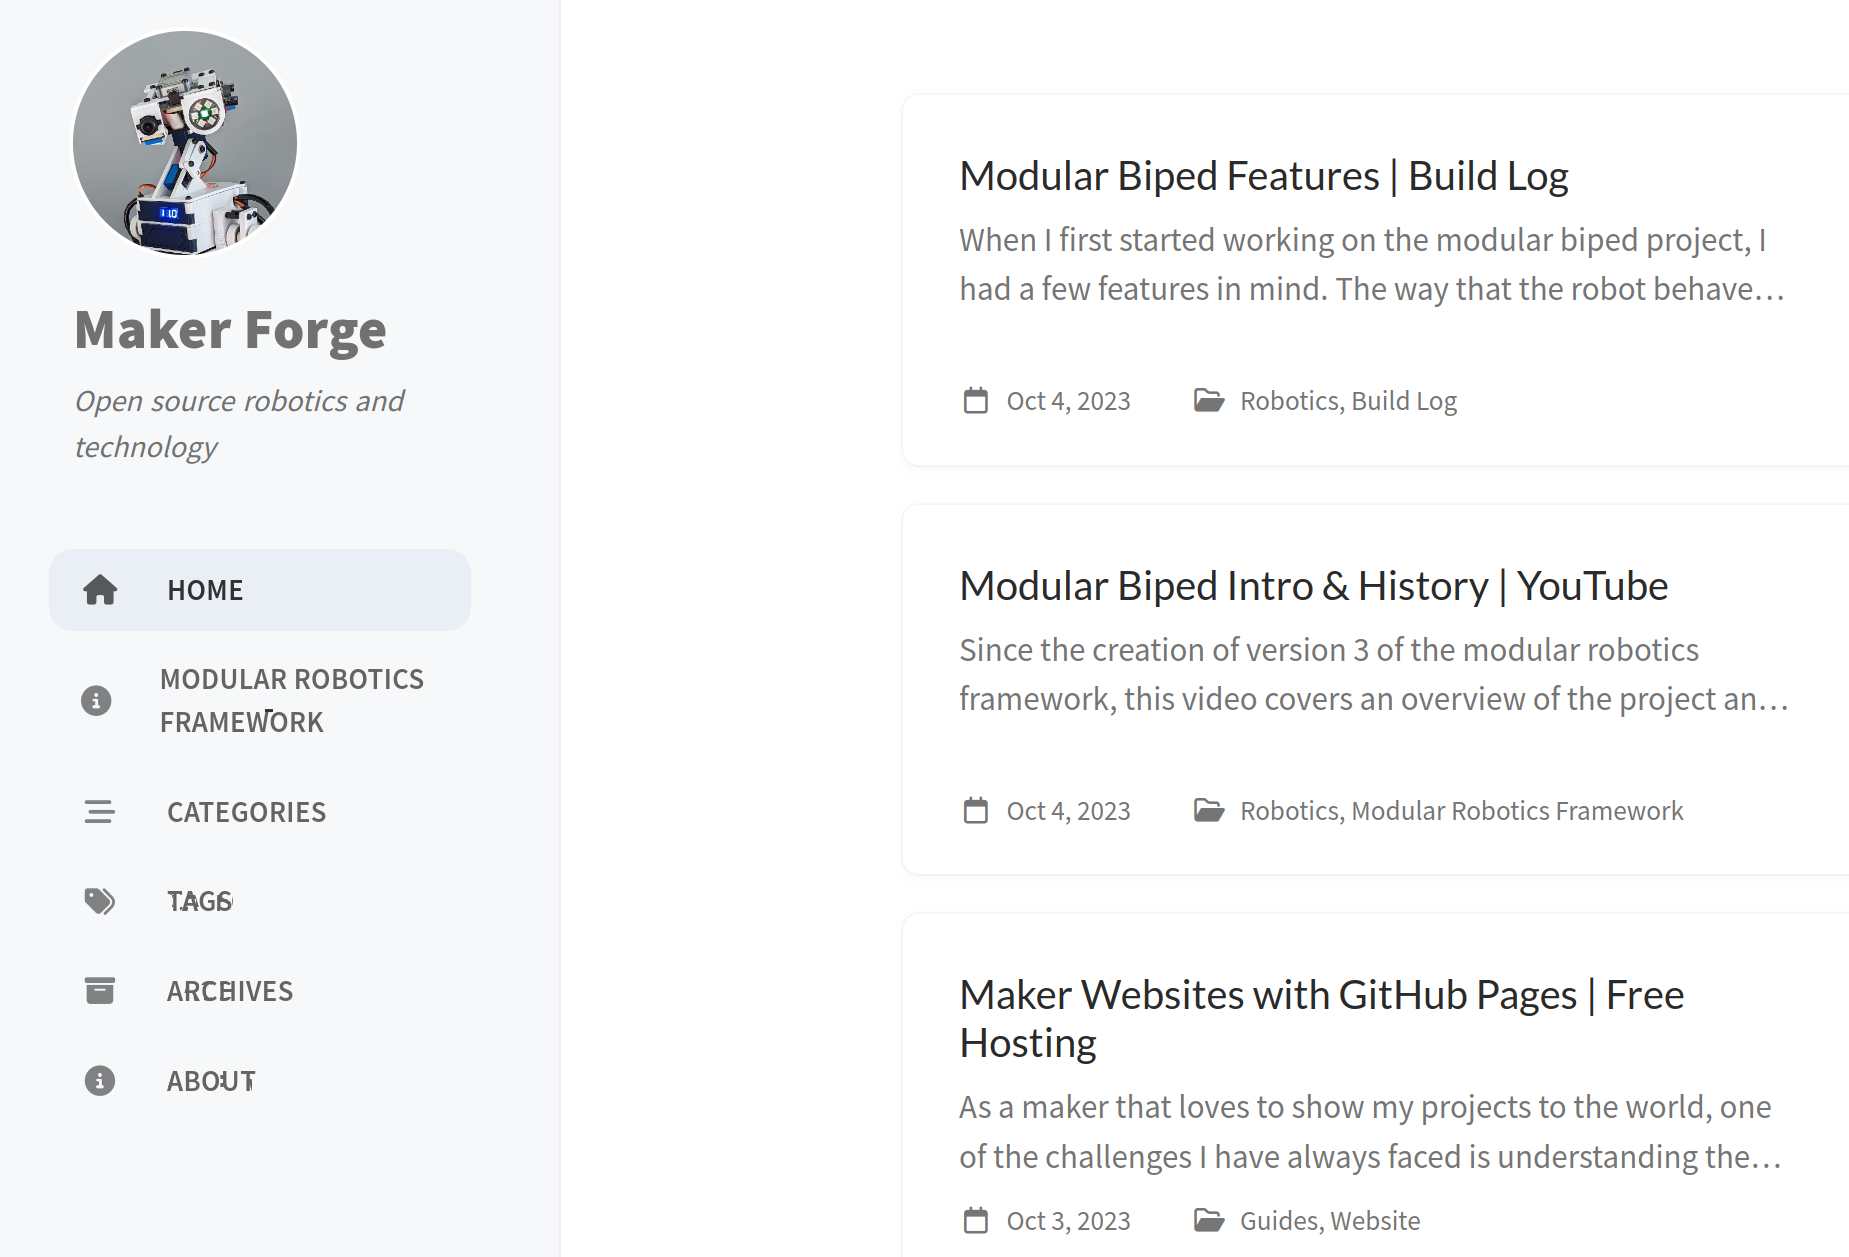 Maker Forge
Open source robotics and
technology
HOME
MODULAR ROBOTICS
FRAMEWORK
CATEGORIES
TAGS
ARCHIVES
ABOUT
Modular Biped Features | Build Log
When I first started working on the modular biped project, I
had a few features in mind. The way that the robot behave…
Oct 4, 2023 Robotics, Build Log
Modular Biped Intro & History | YouTube
Since the creation of version 3 of the modular robotics
framework, this video covers an overview of the project an…
Oct 4, 2023 Robotics, Modular Robotics Framework
Maker Websites with GitHub Pages | Free
Hosting
As a maker that loves to show my projects to the world, one
of the challenges I have always faced is understanding the…
Oct 3, 2023 Guides, Website